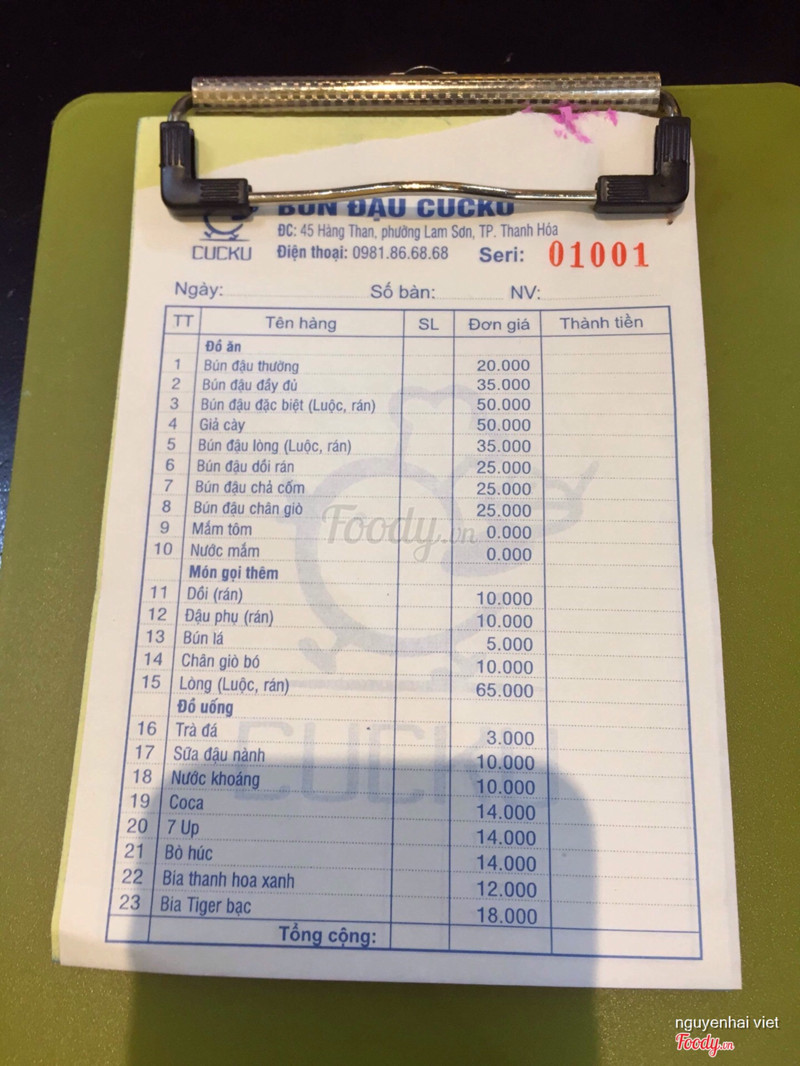 BÚN ĐẬU CUCKU
ĐC: 45 Hàng Than, phường Lam Sơn, TP. Thanh Hóa
CUCKU Điện thoại: 0981.86.68.68 Seri: 01001
Ngày: Số bàn: NV:
TT Tên hàng SL Đơn giá Thành tiền
Đồ ăn
1 Bún đậu thường 20.000
2 Bún đậu đầy đủ 35.000
3 Bún đậu đặc biệt (Luộc, rán) 50.000
4 Giả cày 50.000
5 Bún đậu lòng (Luộc, rán) 35.000
6 Bún đậu dồi rán 25.000
7 Bún đậu chả cốm 25.000
8 Bún đậu chân giò 25.000
9 Mắm tôm 0.000
10 Nước mắm 0.000
Món gọi thêm
11 Dồi (rán) 10.000
12 Đậu phụ (rán) 10.000
13 Bún lá 5.000
14 Chân giò bó 10.000
15 Lòng (Luộc, rán) 65.000
Đồ uống
16 Trà đá 3.000
17 Sữa đậu nành 10.000
18 Nước khoáng 10.000
19 Coca 14.000
20 7 Up 14.000
21 Bò húc 14.000
22 Bia thanh hoa xanh 12.000
23 Bia Tiger bạc 18.000
Tổng cộng:
Foody.vn
CUCKU
nguyenhai viet
Foody.vn